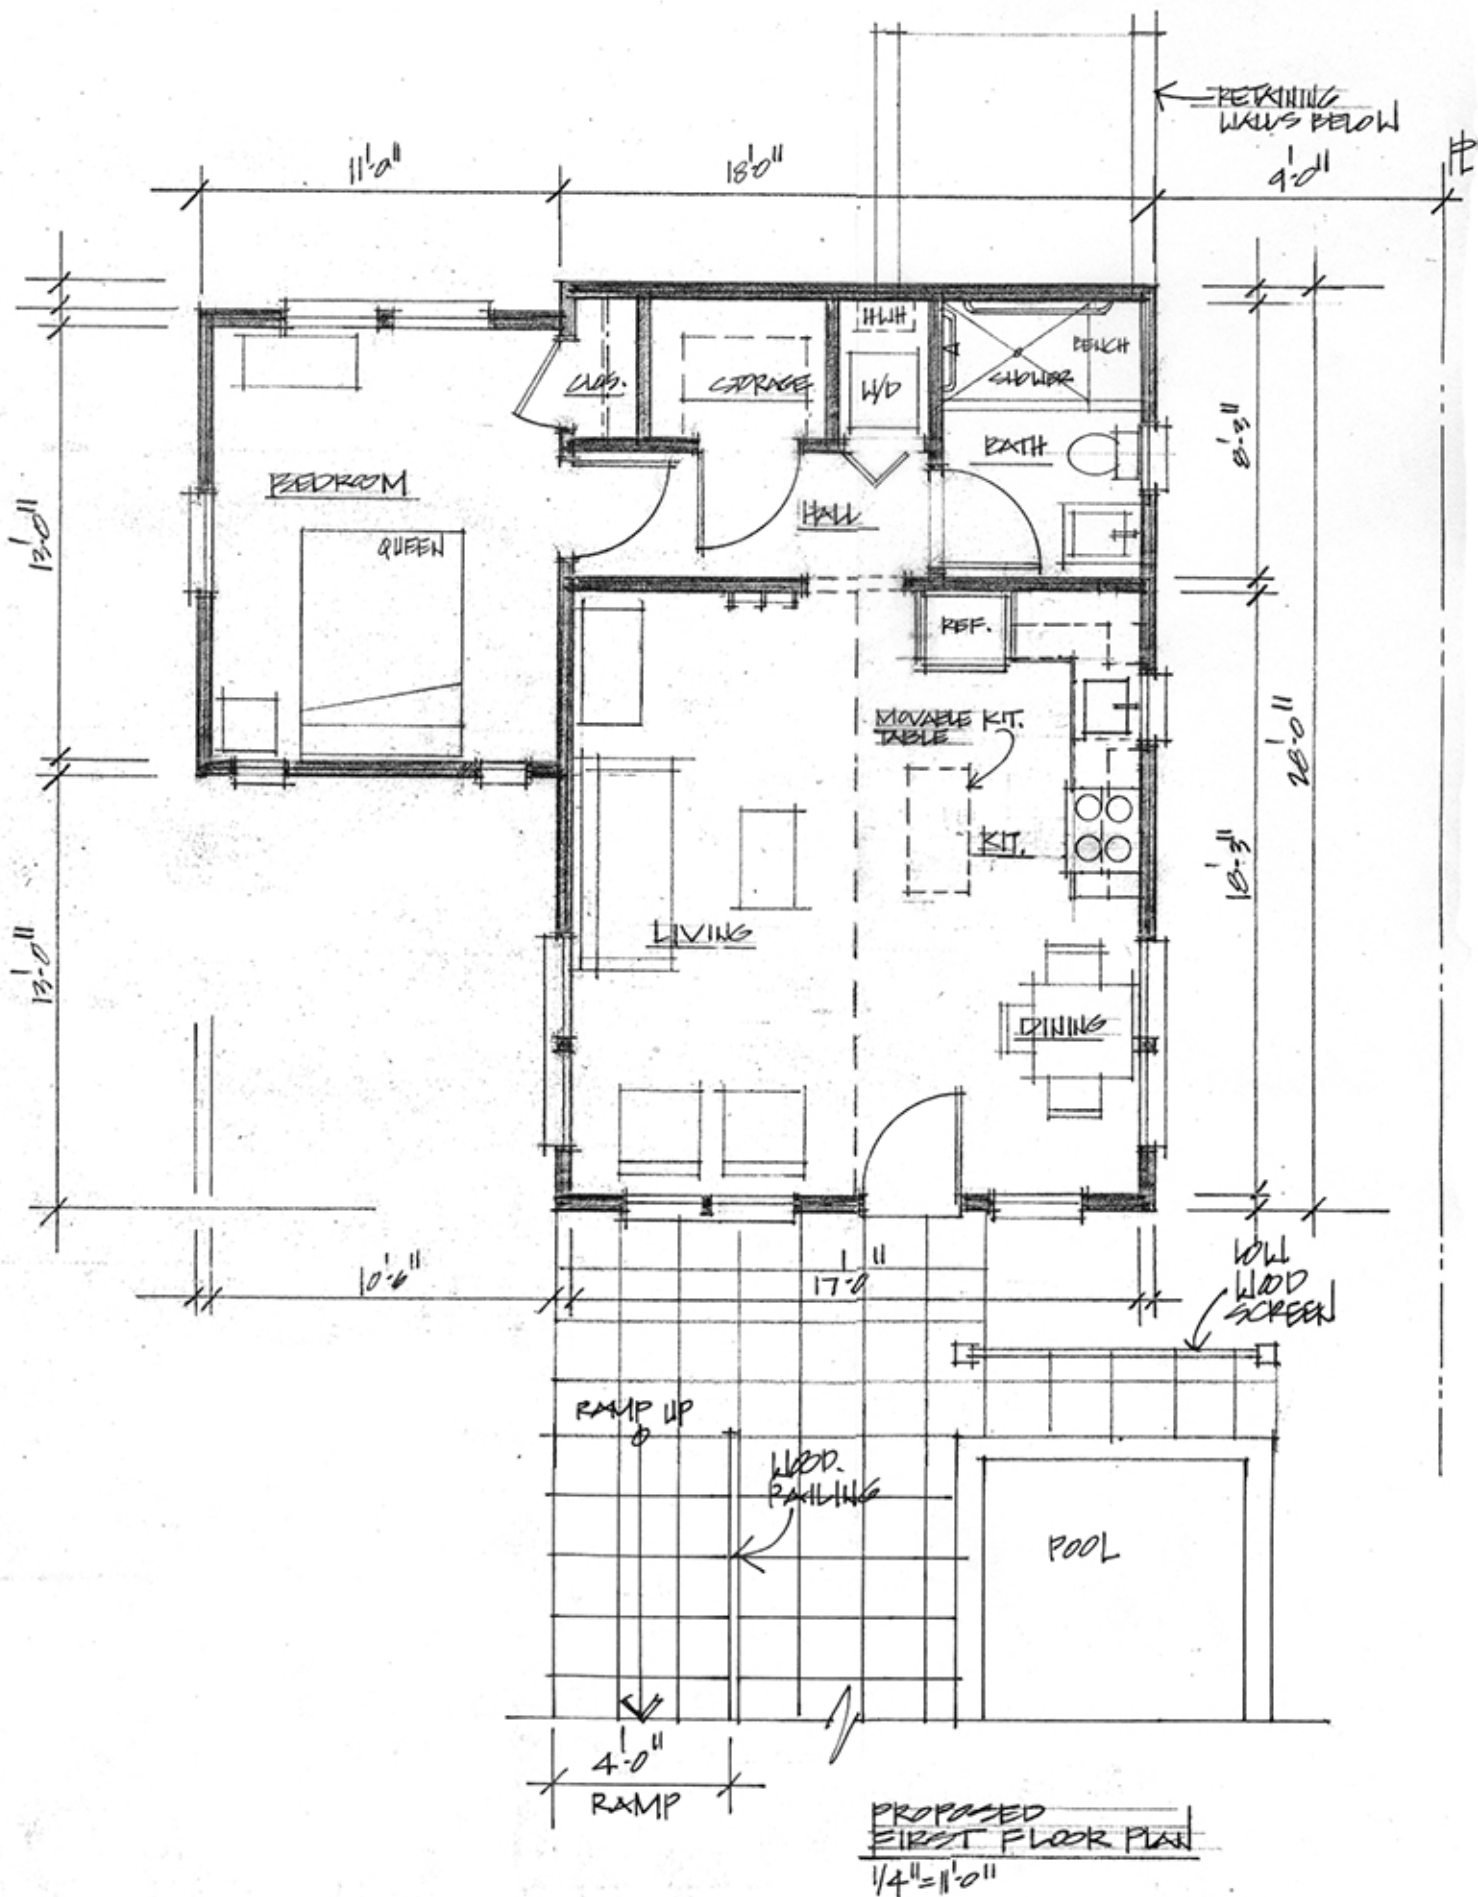 RETAINING
WALLS BELOW
PL
11'-0"
18'-0"
9'-0"
HWH
CLOS.
STORAGE
W/D
BENCH
SHOWER
BATH
8'-3"
BEDROOM
QUEEN
HALL
13'-0"
REF.
MOVABLE KIT.
TABLE
28'-0"
KIT.
18'-3"
LIVING
13'-0"
DINING
10'-6"
17'-0"
LOW
WOOD
SCREEN
RAMP UP
WOOD.
RAILING
POOL
4'-0"
RAMP
PROPOSED
FIRST FLOOR PLAN
1/4"=1'-0"